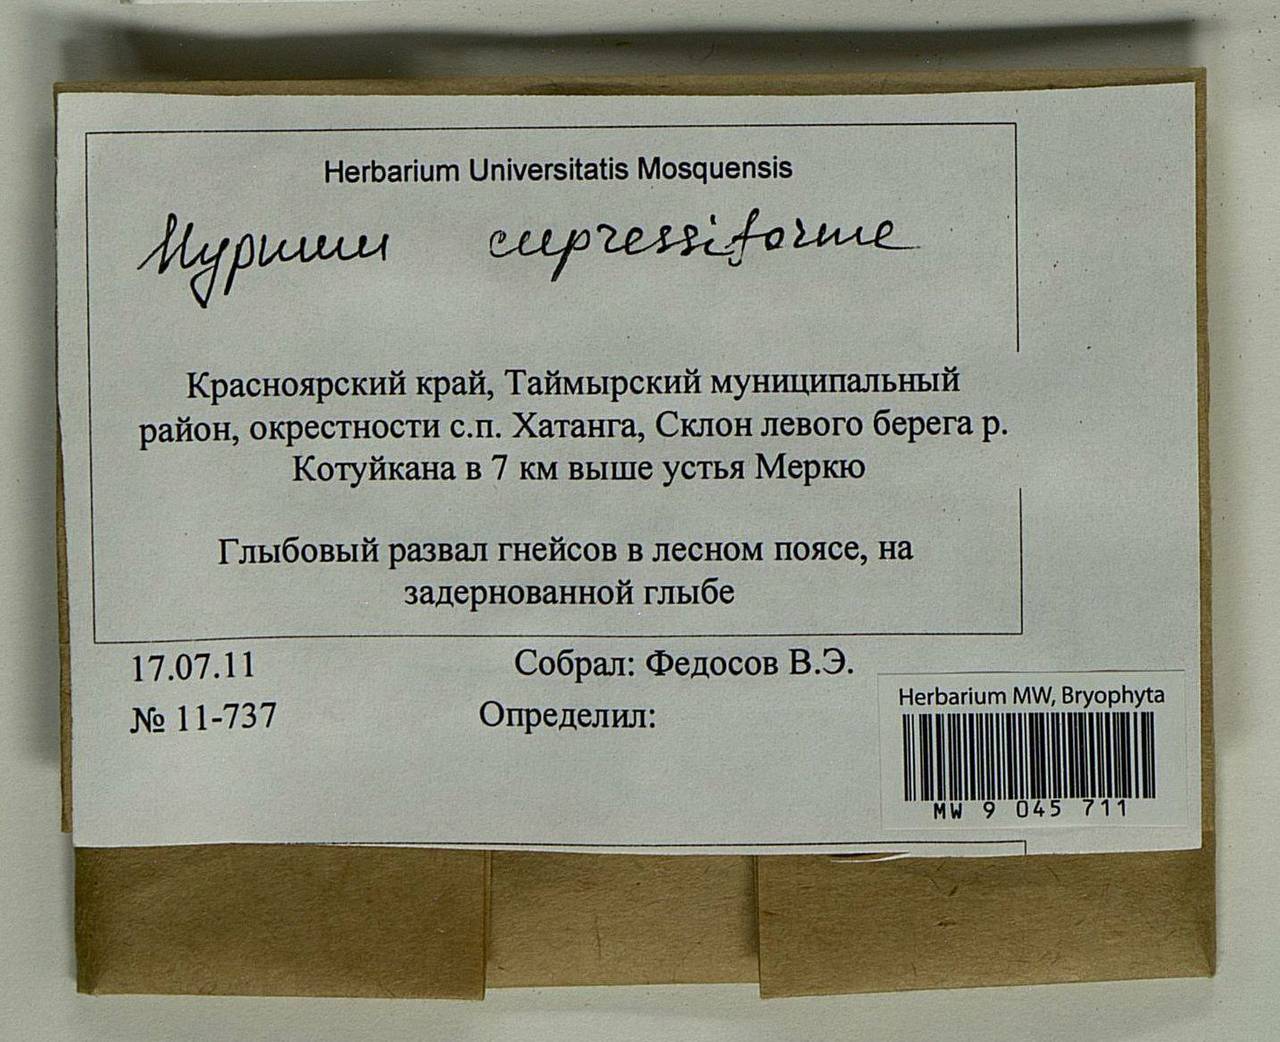 Herbarium Universitatis Mosquensis
Hypnum cupressiforme
Красноярский край, Таймырский муниципальный
район, окрестности с.п. Хатанга, Склон левого берега р.
Котуйкана в 7 км выше устья Меркю
Глыбовый развал гнейсов в лесном поясе, на
задернованной глыбе
17.07.11 Собрал: Федосов В.Э.
№ 11-737 Определил:
Herbarium MW, Bryophyta
MW 9 045 711